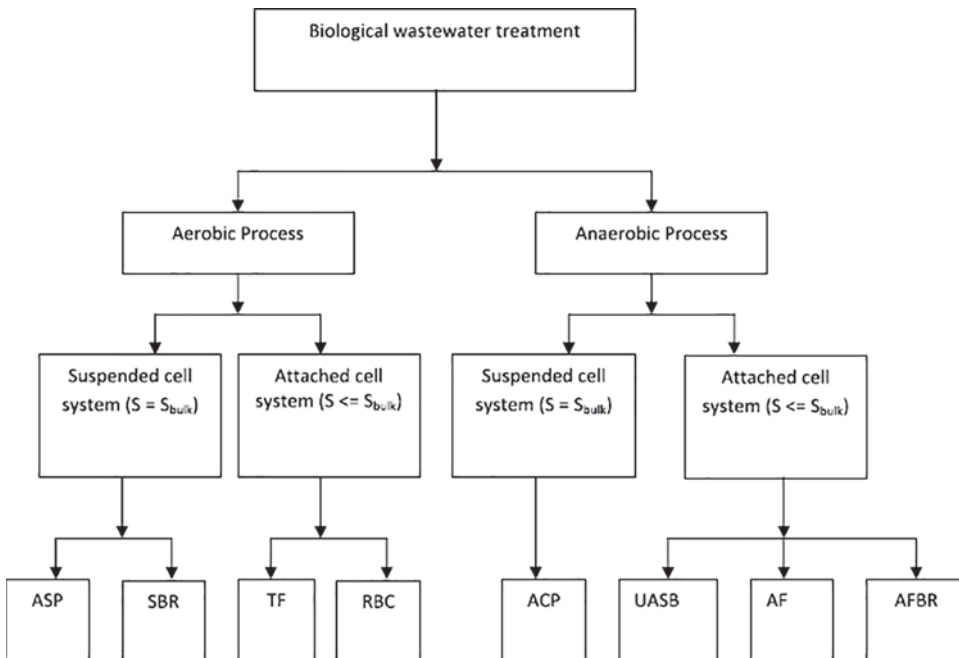 Biological wastewater treatment
Aerobic Process
Anaerobic Process
Suspended cell
system (S = Sbulk)
Attached cell
system (S <= Sbulk)
Suspended cell
system (S = Sbulk)
Attached cell
system (S <= Sbulk)
ASP
SBR
TF
RBC
ACP
UASB
AF
AFBR